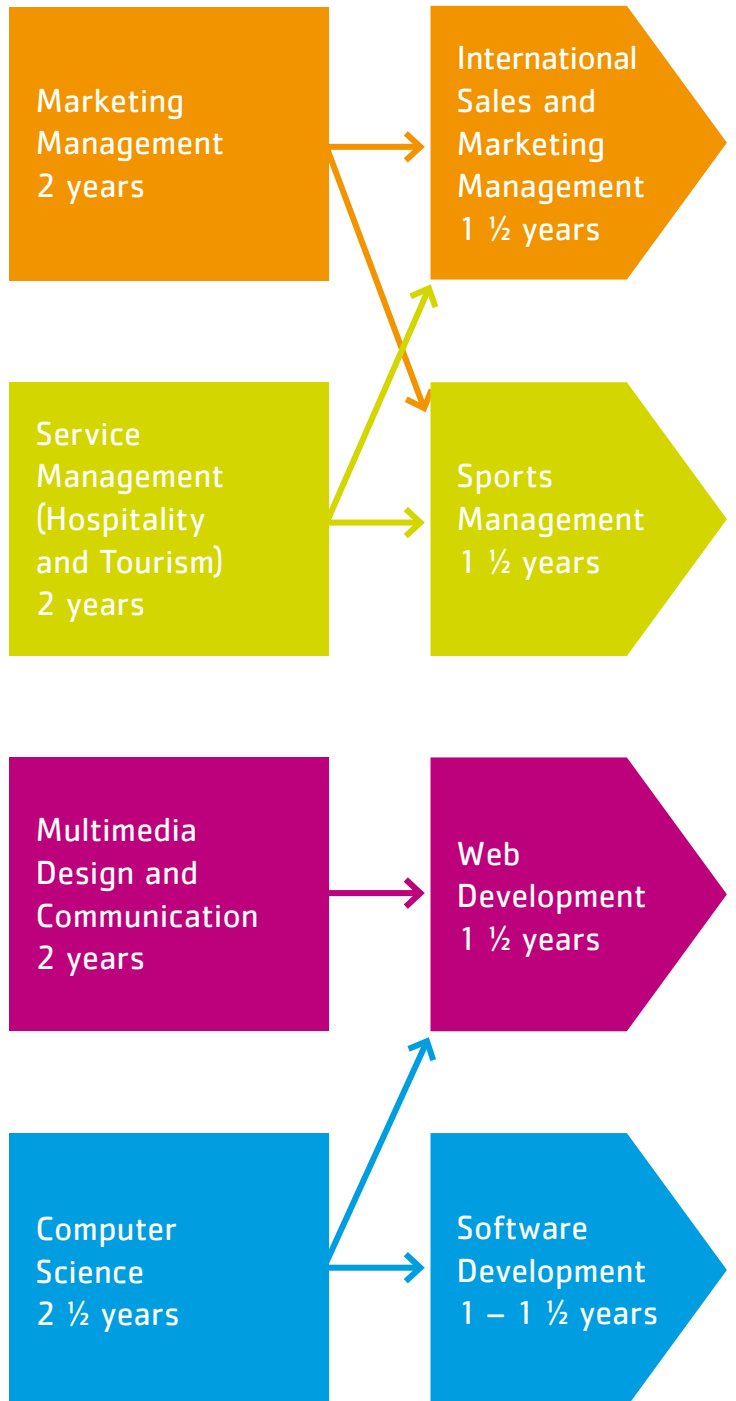 Marketing
Management
2 years
International
Sales and
Marketing
Management
1 ½ years
Service
Management
(Hospitality
and Tourism)
2 years
Sports
Management
1 ½ years
Multimedia
Design and
Communication
2 years
Web
Development
1 ½ years
Computer
Science
2 ½ years
Software
Development
1 – 1 ½ years